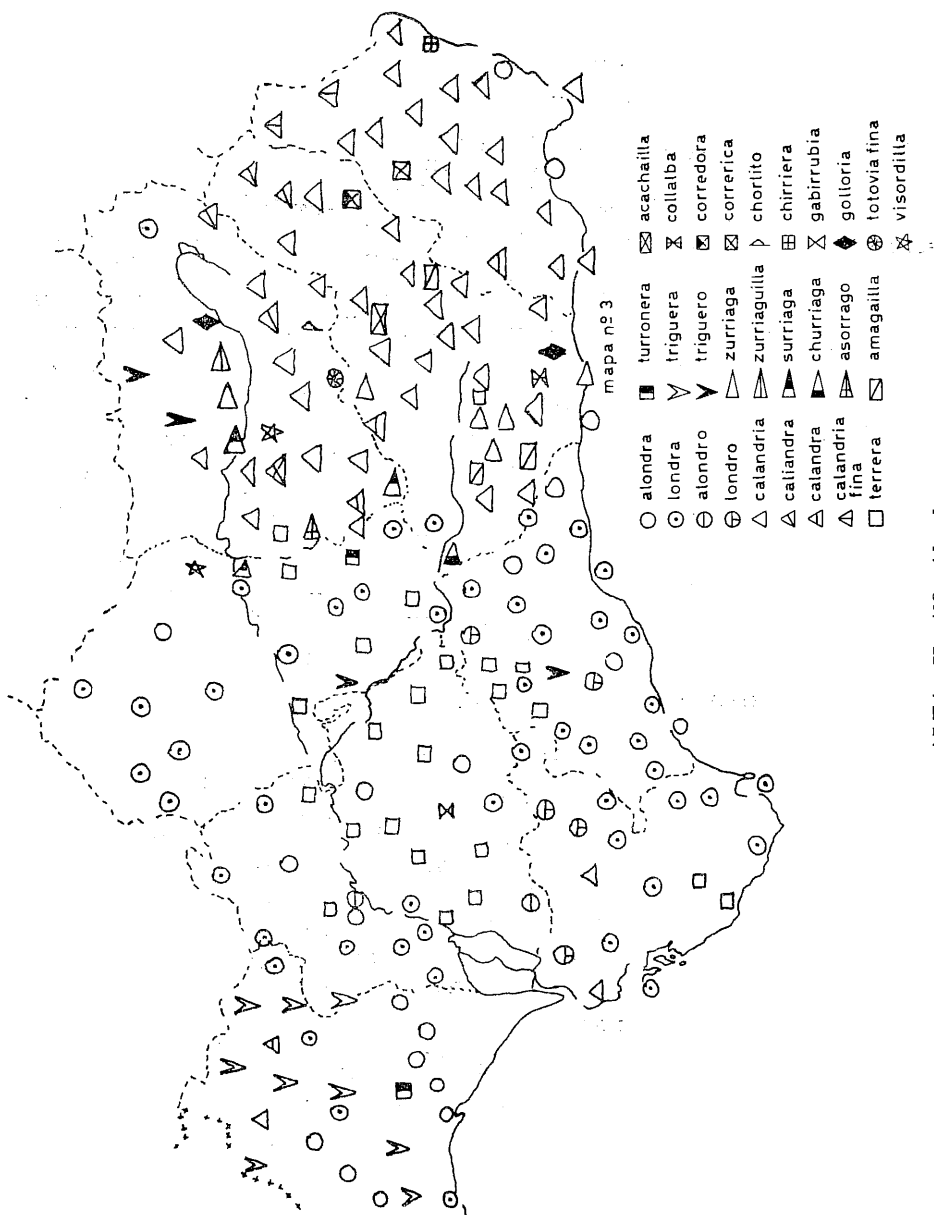 mapa nº 3
alondra
londra
alondro
londro
calandria
caliandra
calandra
calandria
fina
terrera
turronera
triguera
triguero
zurriaga
zurriaguilla
surriaga
churriaga
asorrago
amagailla
acachailla
collalba
corredora
correrica
chorlito
chirriera
gabirrubia
golloria
totovia fina
visordilla